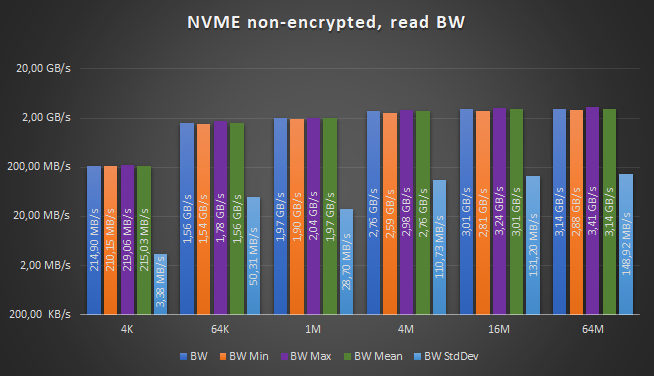 NVME non-encrypted, read BW
20,00 GB/s
2,00 GB/s
200,00 MB/s
20,00 MB/s
2,00 MB/s
200,00 KB/s
214,90 MB/s
210,15 MB/s
219,06 MB/s
215,03 MB/s
3,38 MB/s
1,56 GB/s
1,54 GB/s
1,78 GB/s
1,56 GB/s
50,31 MB/s
1,97 GB/s
1,90 GB/s
2,04 GB/s
1,97 GB/s
28,70 MB/s
2,76 GB/s
2,59 GB/s
2,98 GB/s
2,76 GB/s
110,73 MB/s
3,01 GB/s
2,81 GB/s
3,24 GB/s
3,01 GB/s
131,20 MB/s
3,14 GB/s
2,88 GB/s
3,41 GB/s
3,14 GB/s
148,92 MB/s
4K 64K 1M 4M 16M 64M
BW BW Min BW Max BW Mean BW StdDev